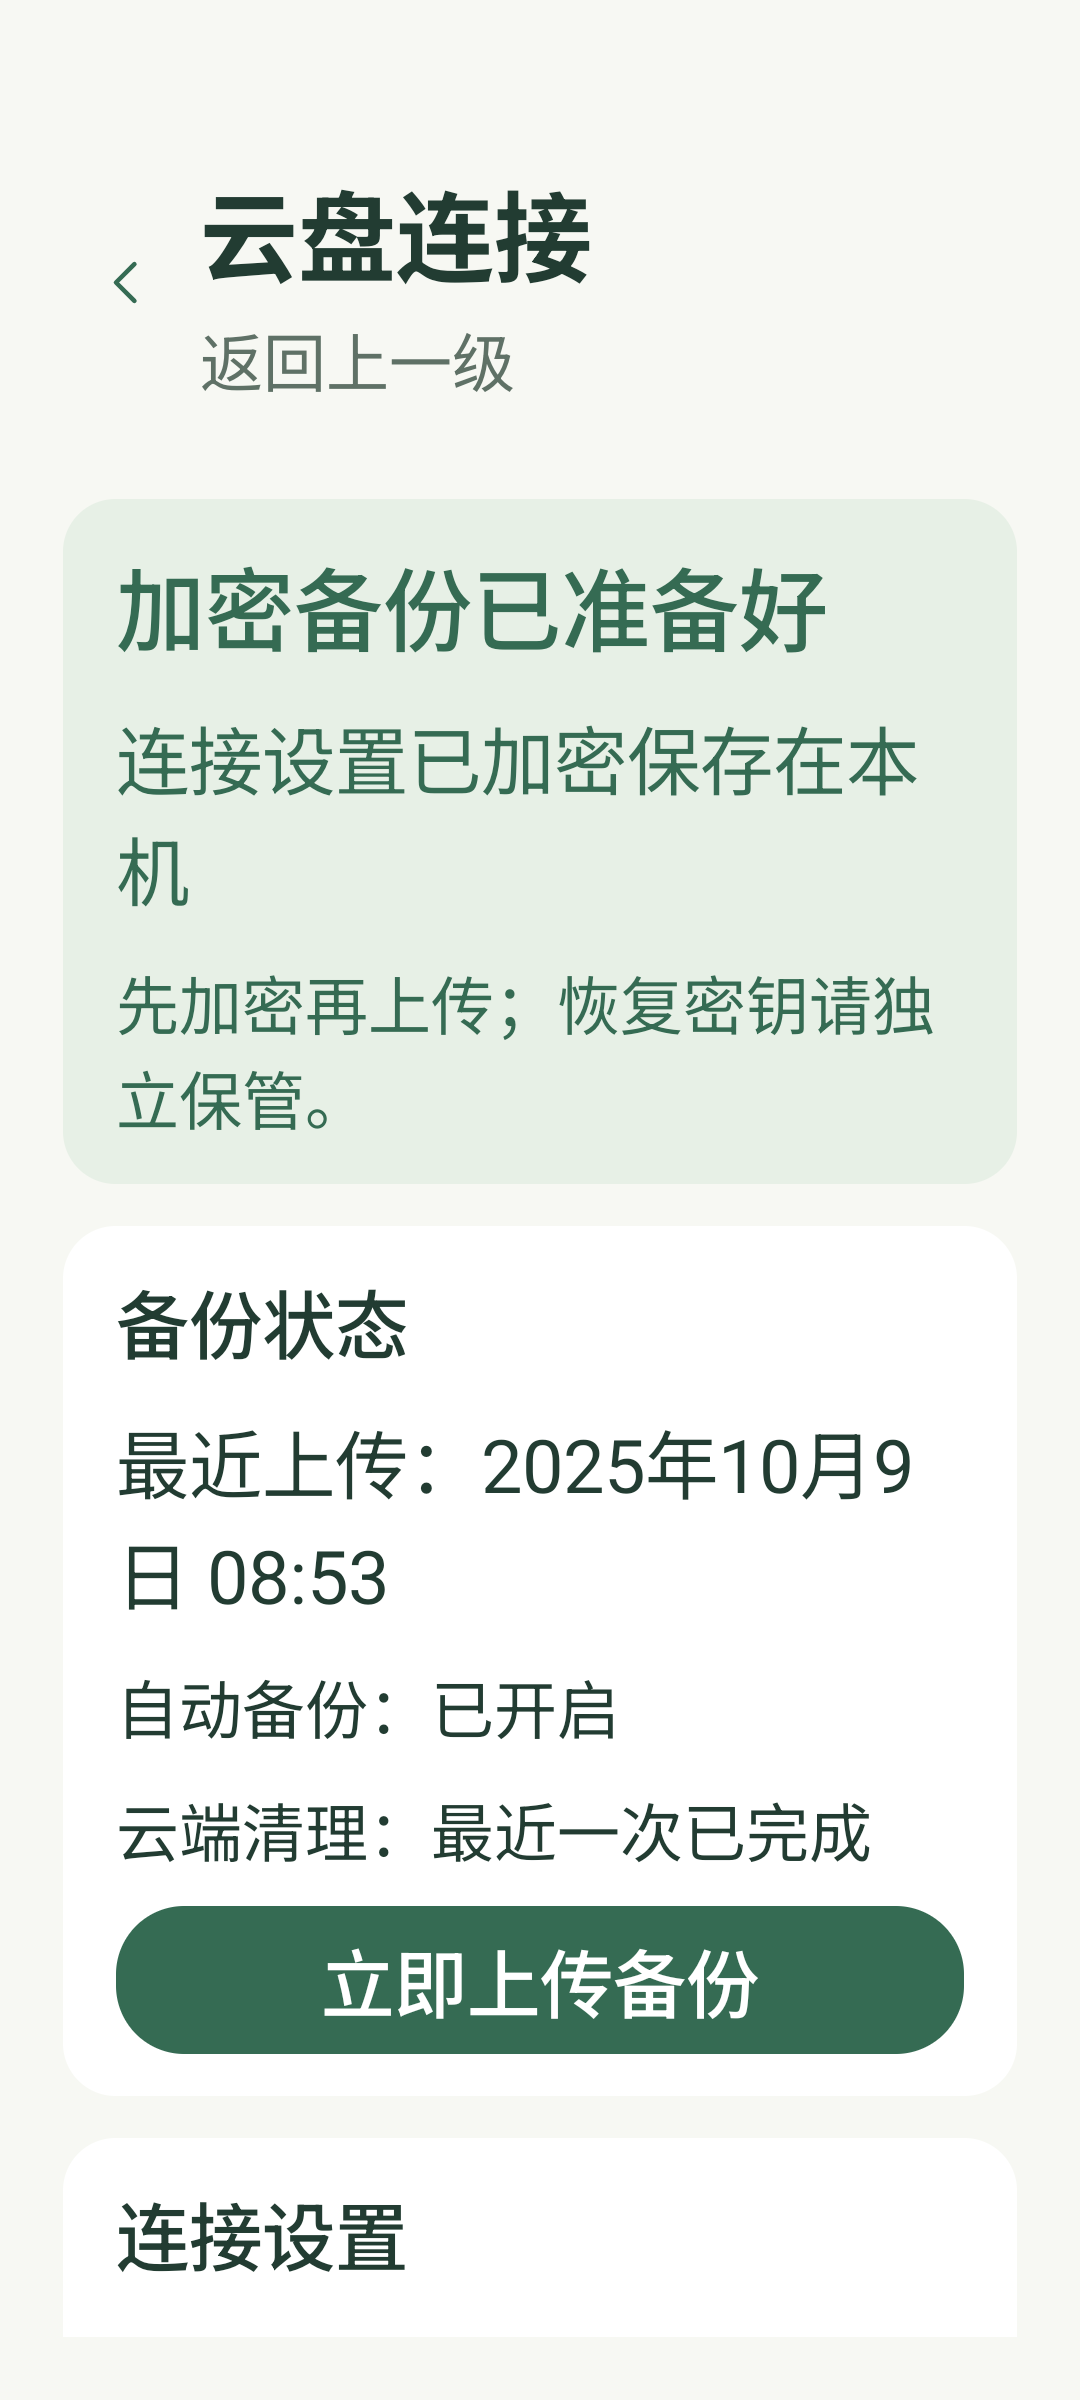 云盘连接
返回上一级
加密备份已准备好
连接设置已加密保存在本
机
先加密再上传；恢复密钥请独
立保管。
备份状态
最近上传：2025年10月9
日 08:53
自动备份：已开启
云端清理：最近一次已完成
立即上传备份
连接设置